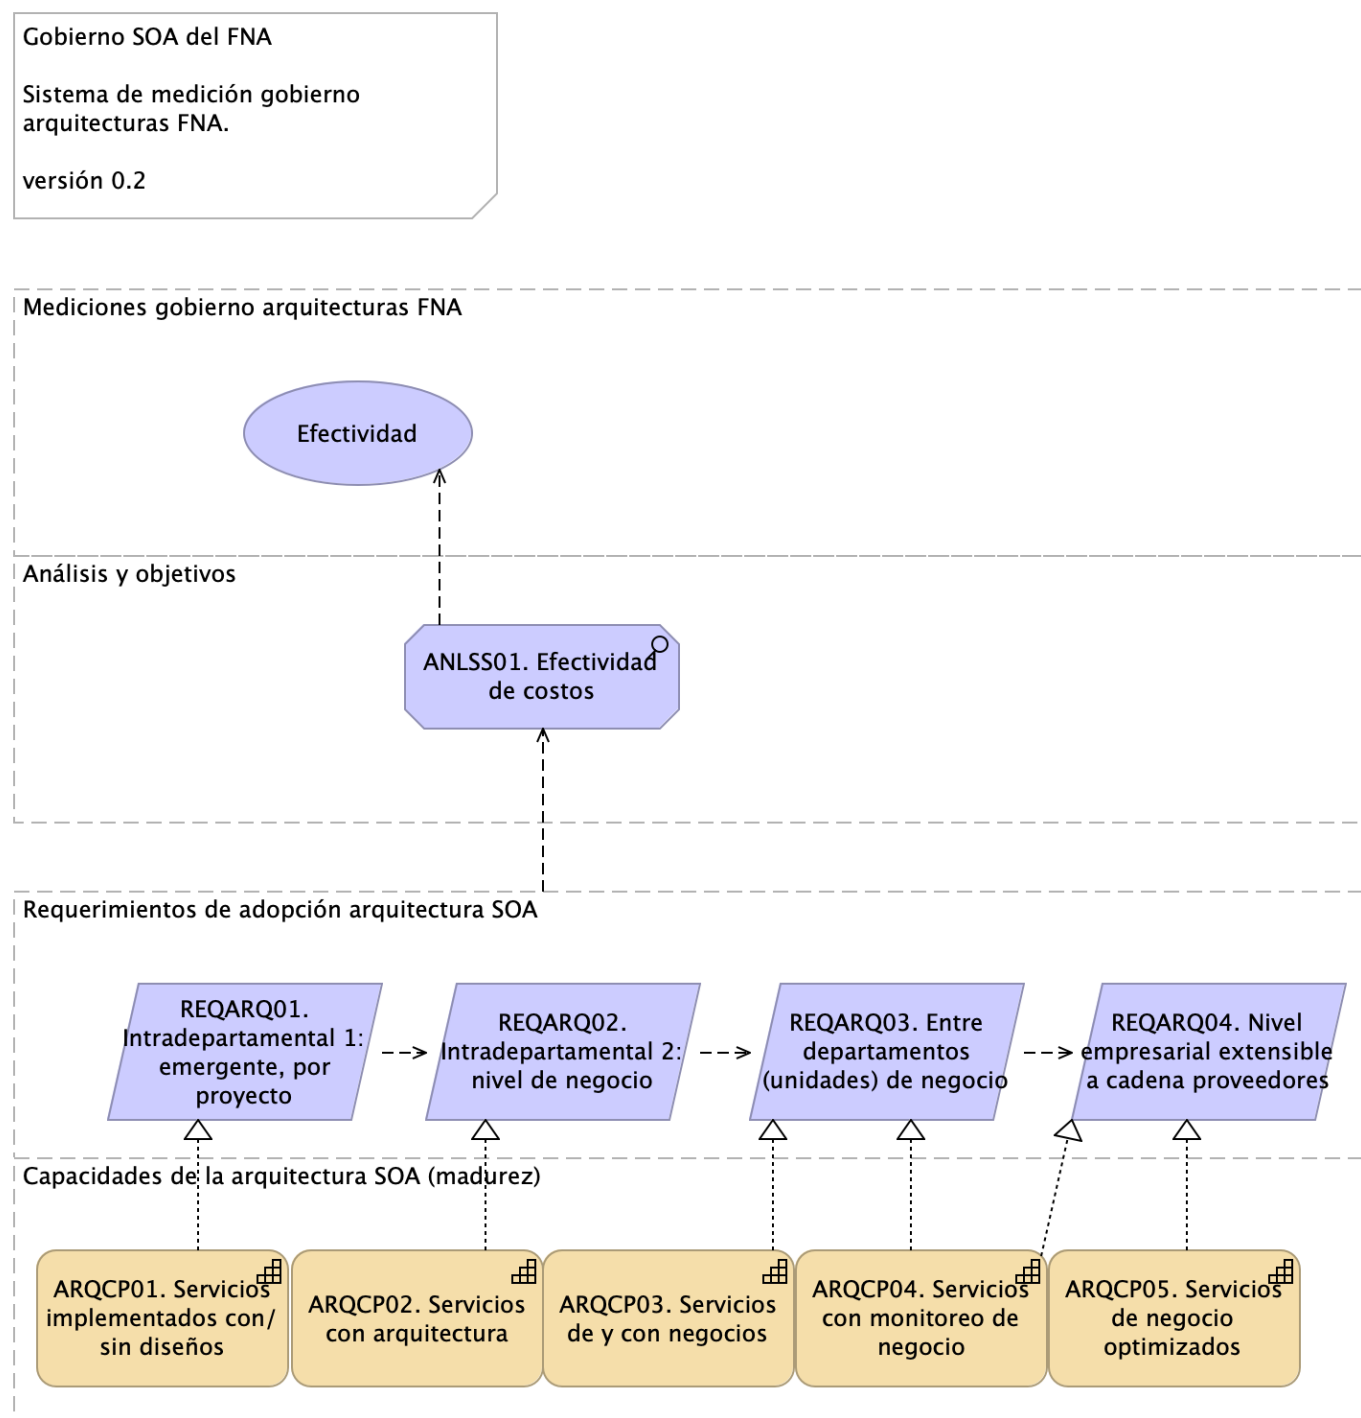 Gobierno SOA del FNA
Sistema de medición gobierno
arquitecturas FNA.
versión 0.2
Mediciones gobierno arquitecturas FNA
Efectividad
Análisis y objetivos
ANLSS01. Efectividad
de costos
Requerimientos de adopción arquitectura SOA
REQARQ01.
Intradepartamental 1:
emergente, por
proyecto
REQARQ02.
Intradepartamental 2:
nivel de negocio
REQARQ03. Entre
departamentos
(unidades) de negocio
REQARQ04. Nivel
empresarial extensible
a cadena proveedores
Capacidades de la arquitectura SOA (madurez)
ARQCP01. Servicios
implementados con/
sin diseños
ARQCP02. Servicios
con arquitectura
ARQCP03. Servicios
de y con negocios
ARQCP04. Servicios
con monitoreo de
negocio
ARQCP05. Servicios
de negocio
optimizados